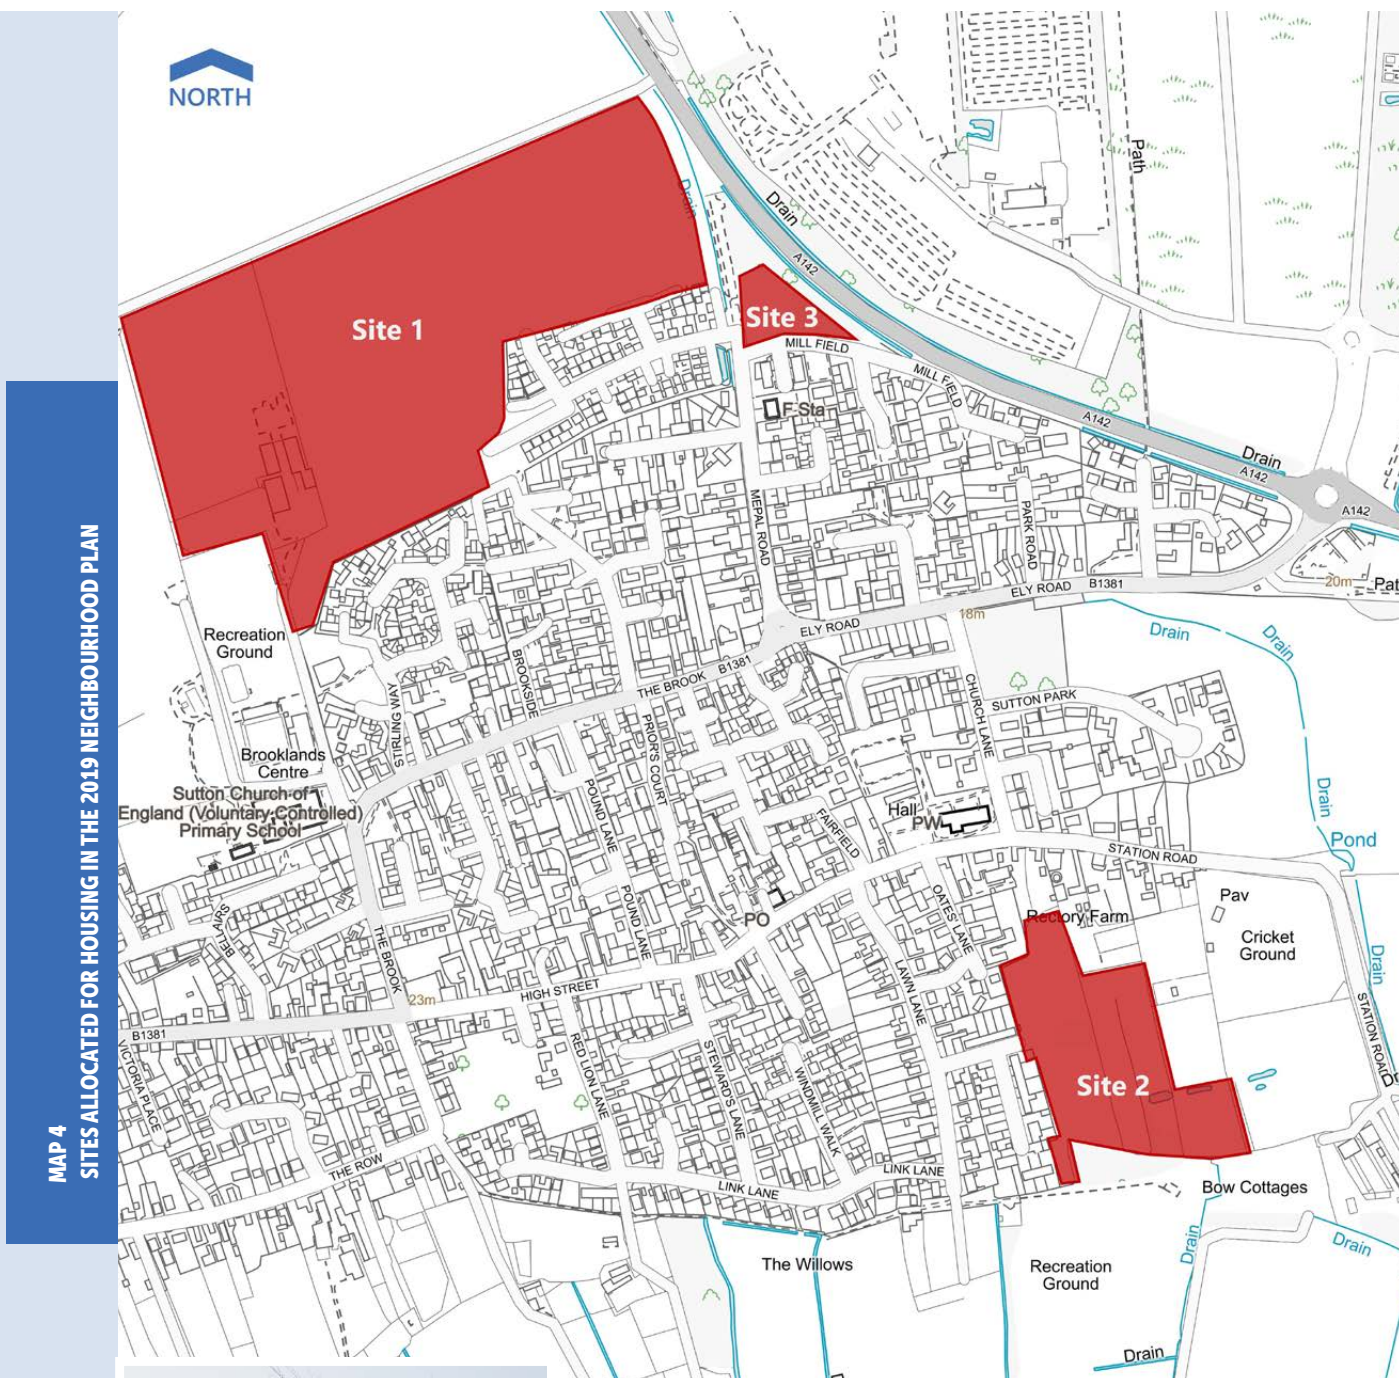 MAP 4
SITES ALLOCATED FOR HOUSING IN THE 2019 NEIGHBOURHOOD PLAN
NORTH
Path
Drain
Drain
A142
Site 1
Site 3
MILL FIELD
MILL FIELD
F Sta
A142
Drain
A142
A142
MEPAL ROAD
PARK ROAD
ELY ROAD
B1381
20m
18m
ELY ROAD
Drain
Drain
Recreation
Ground
BROOKSIDE
THE BROOK
B1381
STIRLING WAY
PRIOR'S COURT
CHURCH LANE
SUTTON PARK
Brooklands
Centre
Sutton Church of
England (Voluntary Controlled)
Primary School
POUND LANE
FAIRFIELD
Hall
PW
Drain
Pond
STATION ROAD
BELLAIRS
POUND LANE
PO
OATES' LANE
Rectory Farm
Pav
Cricket
Ground
Drain
THE BROOK
23m
HIGH STREET
LAWN LANE
STATION ROAD
B1381
VICTORIA PLACE
RED LION LANE
STEWARD'S LANE
WINDMILL WALK
Site 2
THE ROW
LINK LANE
LINK LANE
Bow Cottages
Drain
Drain
The Willows
Recreation
Ground
Drain